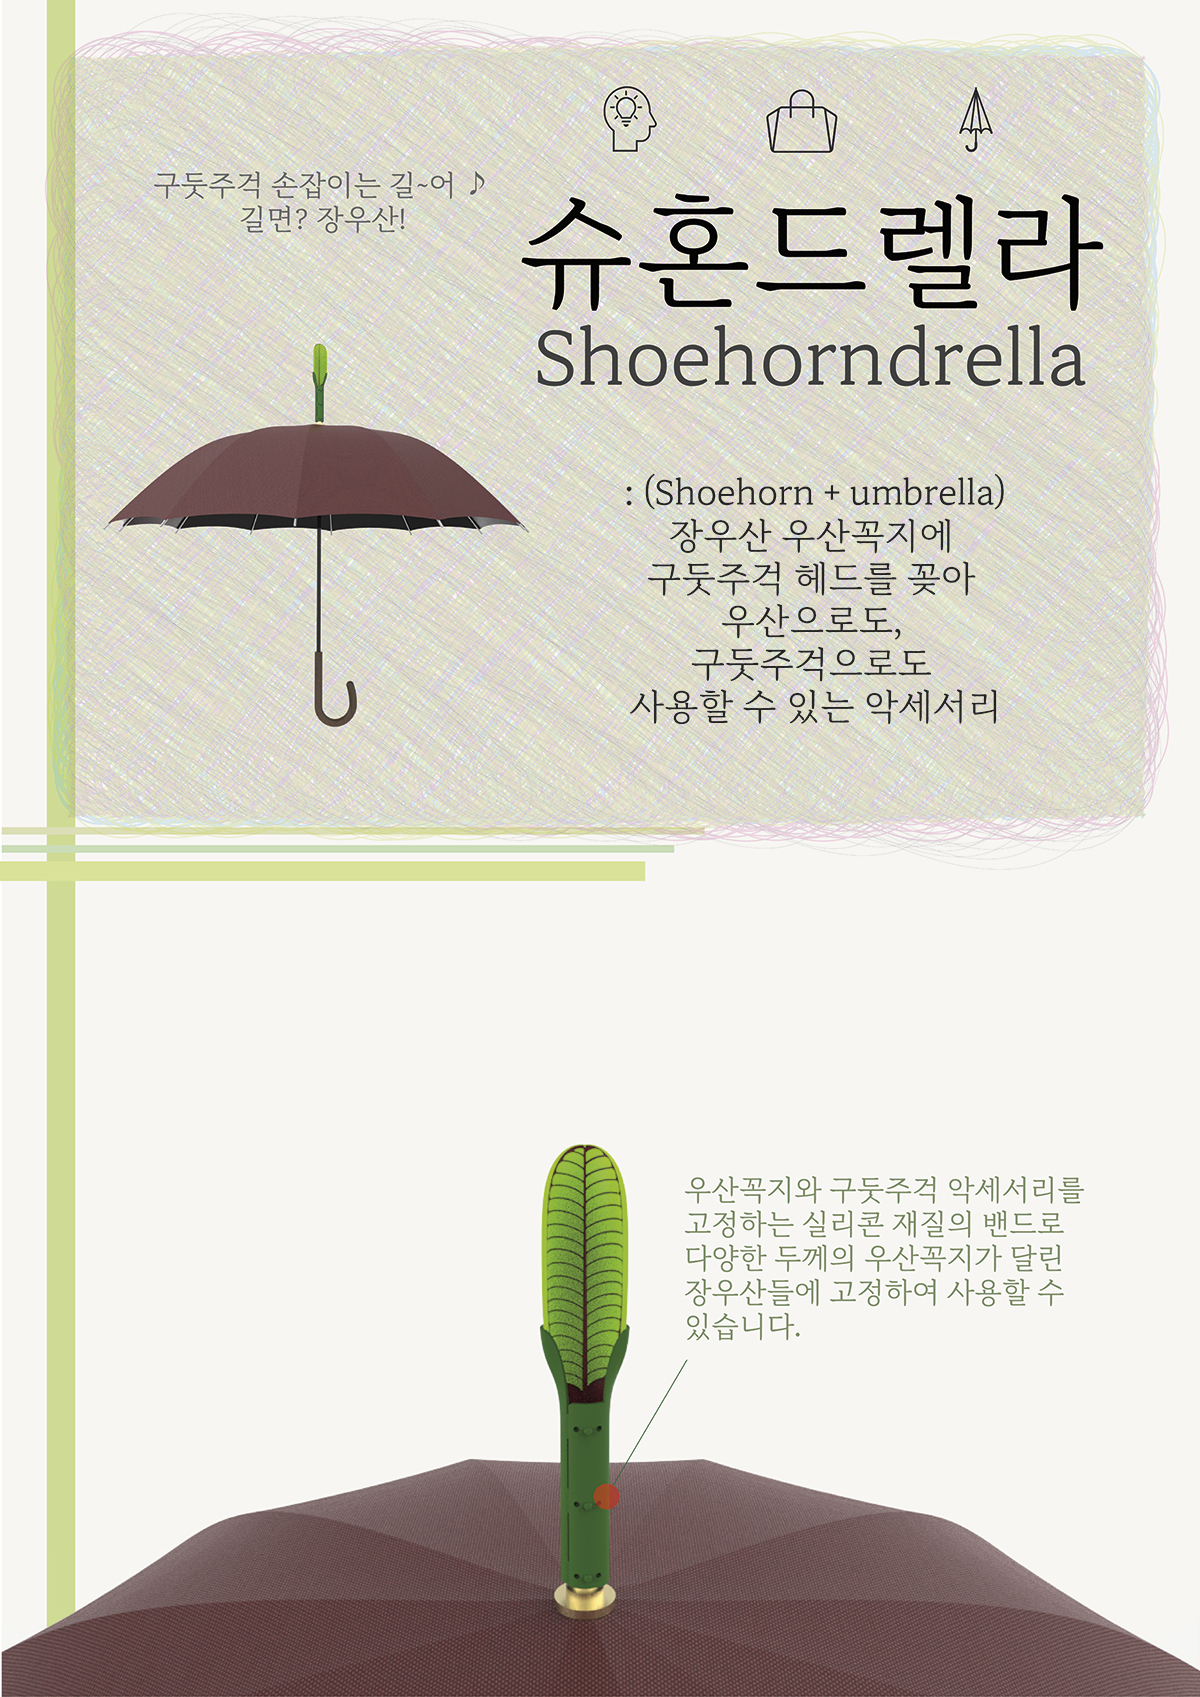 구둣주걱 손잡이는 길~어 ♪
길면? 장우산!
슈혼드렐라
Shoehorndrella
: (Shoehorn + umbrella)
장우산 우산꼭지에
구둣주걱 헤드를 꽂아
우산으로도,
구둣주걱으로도
사용할 수 있는 악세서리
우산꼭지와 구둣주걱 악세서리를
고정하는 실리콘 재질의 밴드로
다양한 두께의 우산꼭지가 달린
장우산들에 고정하여 사용할 수
있습니다.